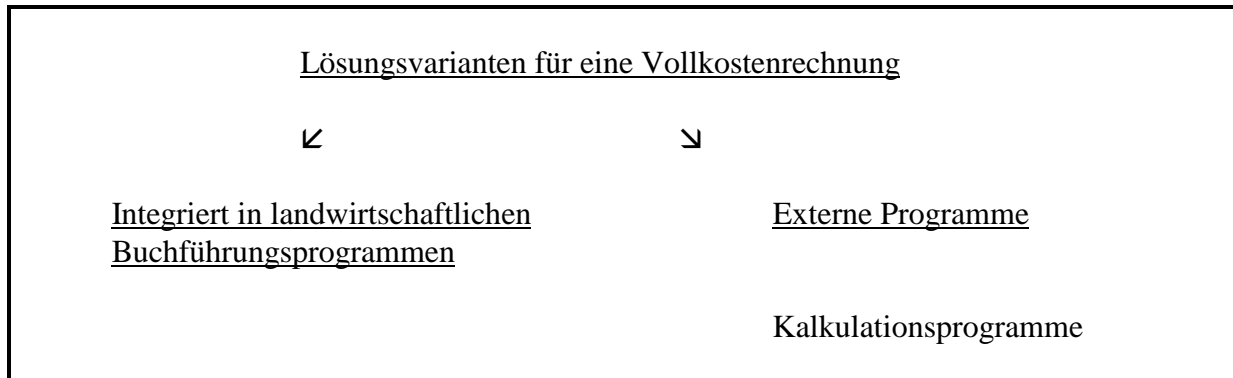 Lösungsvarianten für eine Vollkostenrechnung
↙ ↘
Integriert in landwirtschaftlichen
Buchführungsprogrammen
Externe Programme
Kalkulationsprogramme